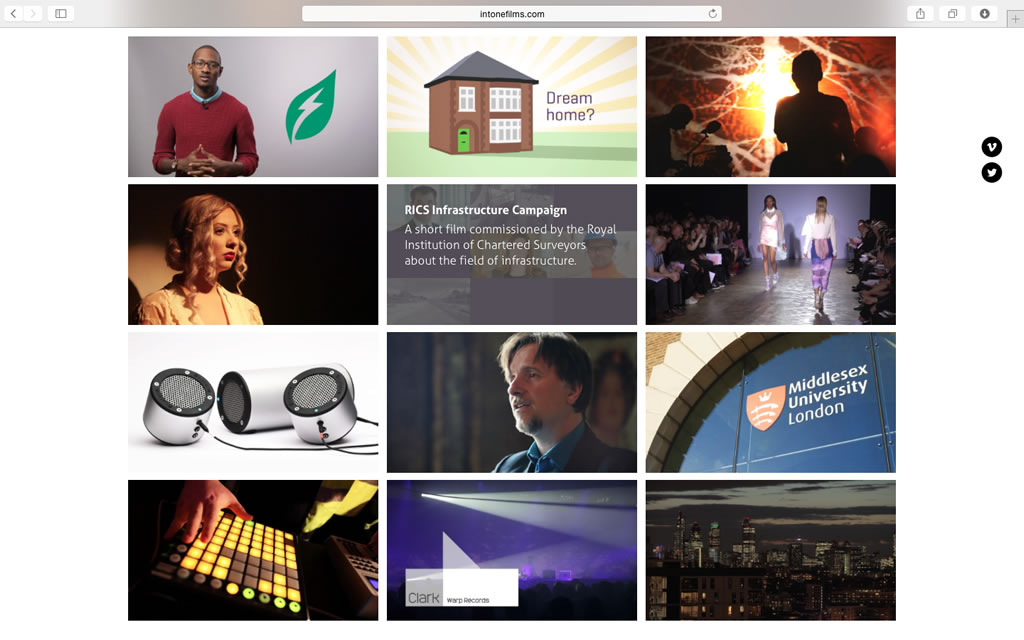 intonefilms.com
Dream
home?
RICS Infrastructure Campaign
A short film commissioned by the Royal
Institution of Chartered Surveyors
about the field of infrastructure.
Middlesex
University
London
Clark Warp Records